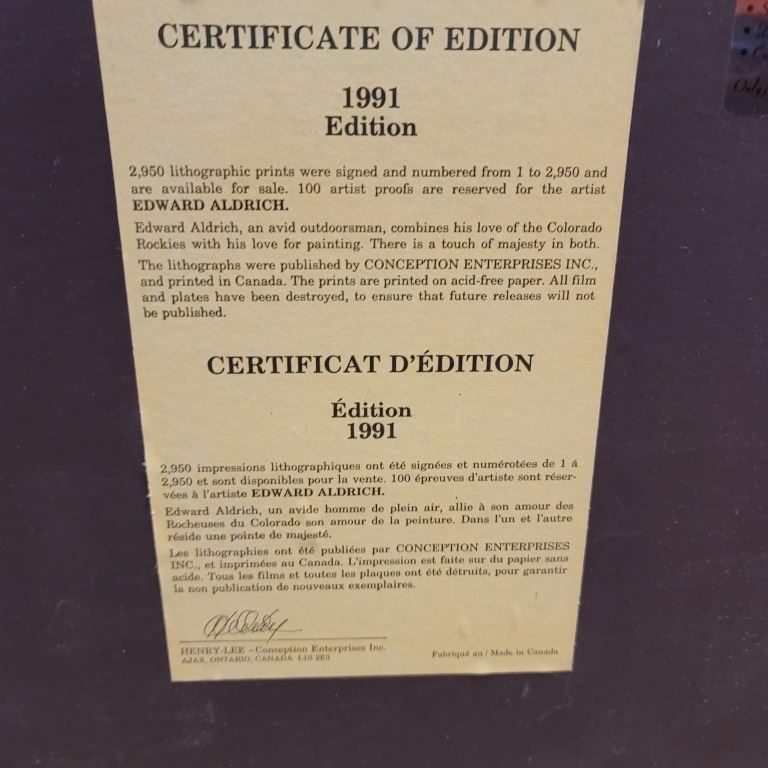 CERTIFICATE OF EDITION
1991
Edition
2,950 lithographic prints were signed and numbered from 1 to 2,950 and
are available for sale. 100 artist proofs are reserved for the artist
EDWARD ALDRICH.
Edward Aldrich, an avid outdoorsman, combines his love of the Colorado
Rockies with his love for painting. There is a touch of majesty in both.
The lithographs were published by CONCEPTION ENTERPRISES INC.,
and printed in Canada. The prints are printed on acid-free paper. All film
and plates have been destroyed, to ensure that future releases will not
be published.
CERTIFICAT D'ÉDITION
Édition
1991
2,950 impressions lithographiques ont été signées et numérotées de 1 á
2,950 et sont disponibles pour la vente. 100 épreuves d'artiste sont réser-
vées à l'artiste EDWARD ALDRICH.
Edward Aldrich, un avide homme de plein air, allie à son amour des
Rocheuses du Colorado son amour de la peinture. Dans l'un et l'autre
réside une pointe de majesté.
Les lithographies ont été publiées par CONCEPTION ENTERPRISES
INC., et imprimées au Canada. L'impression est faite sur du papier sans
acide. Tous les films et toutes les plaques ont été détruits, pour garantir
la non publication de nouveaux exemplaires.
HENRY-LEE - Conception Enterprises Inc.
AJAX, ONTARIO, CANADA L1S 2E3
Fabriqué au / Made in Canada
Only